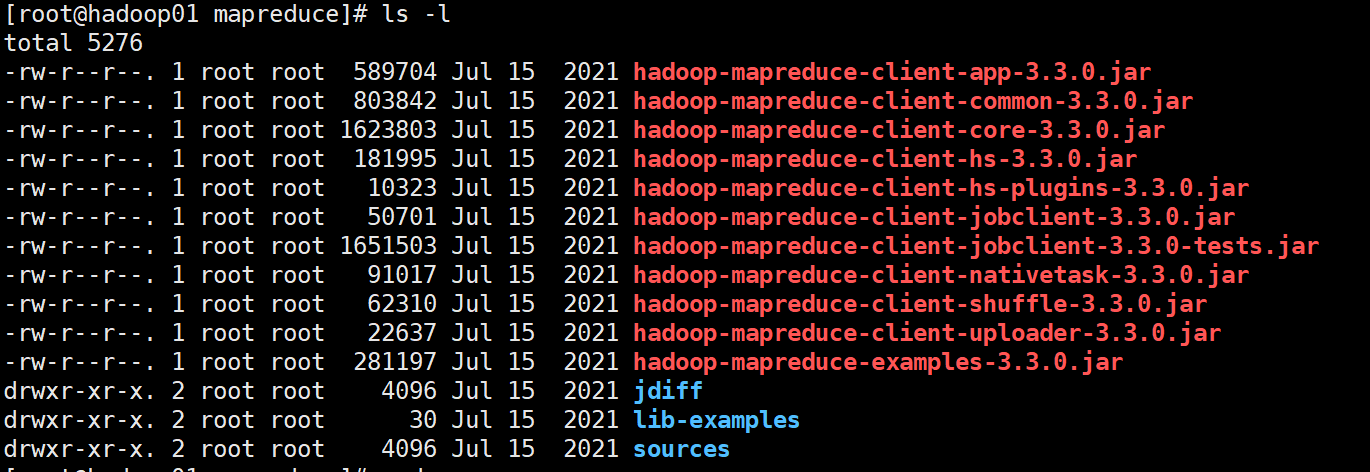 [root@hadoop01 mapreduce]# ls -l
total 5276
-rw-r--r--. 1 root root  589704 Jul 15  2021 hadoop-mapreduce-client-app-3.3.0.jar
-rw-r--r--. 1 root root  803842 Jul 15  2021 hadoop-mapreduce-client-common-3.3.0.jar
-rw-r--r--. 1 root root 1623803 Jul 15  2021 hadoop-mapreduce-client-core-3.3.0.jar
-rw-r--r--. 1 root root  181995 Jul 15  2021 hadoop-mapreduce-client-hs-3.3.0.jar
-rw-r--r--. 1 root root   10323 Jul 15  2021 hadoop-mapreduce-client-hs-plugins-3.3.0.jar
-rw-r--r--. 1 root root   50701 Jul 15  2021 hadoop-mapreduce-client-jobclient-3.3.0.jar
-rw-r--r--. 1 root root 1651503 Jul 15  2021 hadoop-mapreduce-client-jobclient-3.3.0-tests.jar
-rw-r--r--. 1 root root   91017 Jul 15  2021 hadoop-mapreduce-client-nativetask-3.3.0.jar
-rw-r--r--. 1 root root   62310 Jul 15  2021 hadoop-mapreduce-client-shuffle-3.3.0.jar
-rw-r--r--. 1 root root   22637 Jul 15  2021 hadoop-mapreduce-client-uploader-3.3.0.jar
-rw-r--r--. 1 root root  281197 Jul 15  2021 hadoop-mapreduce-examples-3.3.0.jar
drwxr-xr-x. 2 root root    4096 Jul 15  2021 jdiff
drwxr-xr-x. 2 root root      30 Jul 15  2021 lib-examples
drwxr-xr-x. 2 root root    4096 Jul 15  2021 sources